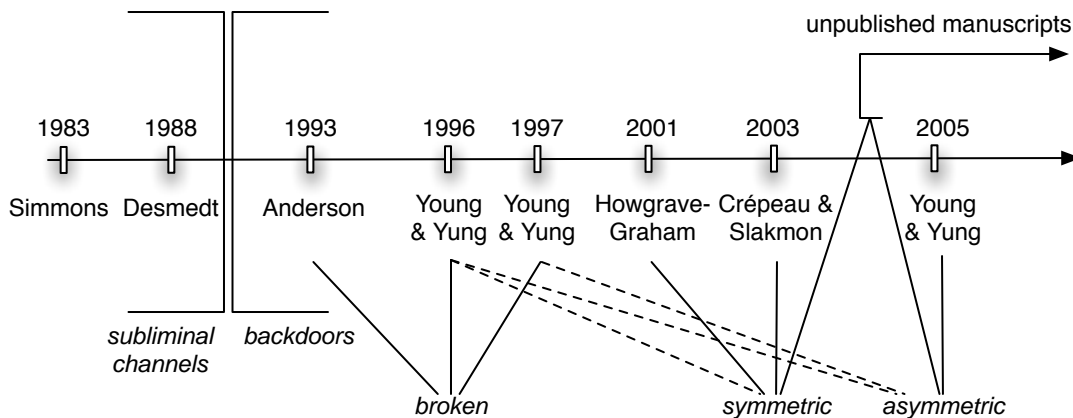 unpublished manuscripts
1983
1988
1993
1996
1997
2001
2003
2005
Simmons
Desmedt
Anderson
Young
& Yung
Young
& Yung
Howgrave-
Graham
Crépeau &
Slakmon
Young
& Yung
subliminal
channels
backdoors
broken
symmetric
asymmetric